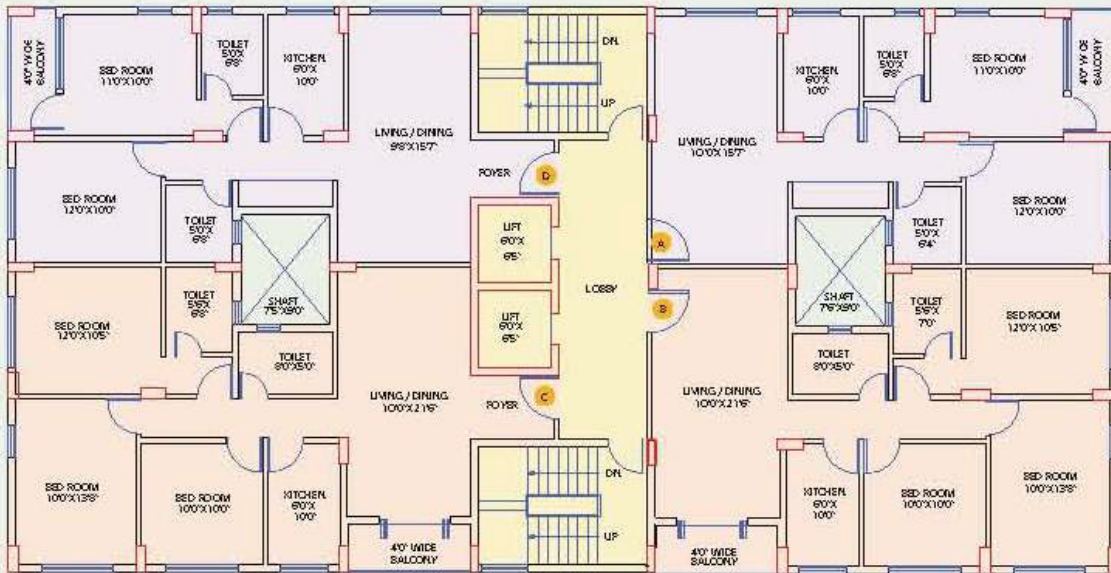 4'0" WIDE
BALCONY
BED ROOM
11'0"X10'0"
TOILET
5'0"X
6'8"
KITCHEN
6'0"X
10'0"
LIVING / DINING
9'8"X15'7"
FOYER
D
BED ROOM
12'0"X10'0"
TOILET
5'0"X
6'8"
DN.
UP
LIVING / DINING
10'0"X15'7"
KITCHEN
6'0"X
10'0"
TOILET
5'0"X
6'8"
BED ROOM
11'0"X10'0"
4'0" WIDE
BALCONY
A
TOILET
5'0"X
6'4"
BED ROOM
12'0"X10'0"
LIFT
6'0"X
6'5"
LIFT
6'0"X
6'5"
LOBBY
BED ROOM
12'0"X10'5"
TOILET
5'6"X
6'8"
SHAFT
7'5"X9'0"
TOILET
8'0"X5'0"
LIVING / DINING
10'0"X21'6"
FOYER
C
BED ROOM
10'0"X13'8"
BED ROOM
10'0"X10'0"
KITCHEN
6'0"X
10'0"
4'0" WIDE
BALCONY
DN.
UP
B
LIVING / DINING
10'0"X21'6"
SHAFT
7'6"X9'0"
TOILET
8'0"X5'0"
TOILET
5'6"X
7'0"
BED ROOM
12'0"X10'5"
4'0" WIDE
BALCONY
KITCHEN
6'0"X
10'0"
BED ROOM
10'0"X10'0"
BED ROOM
10'0"X13'8"